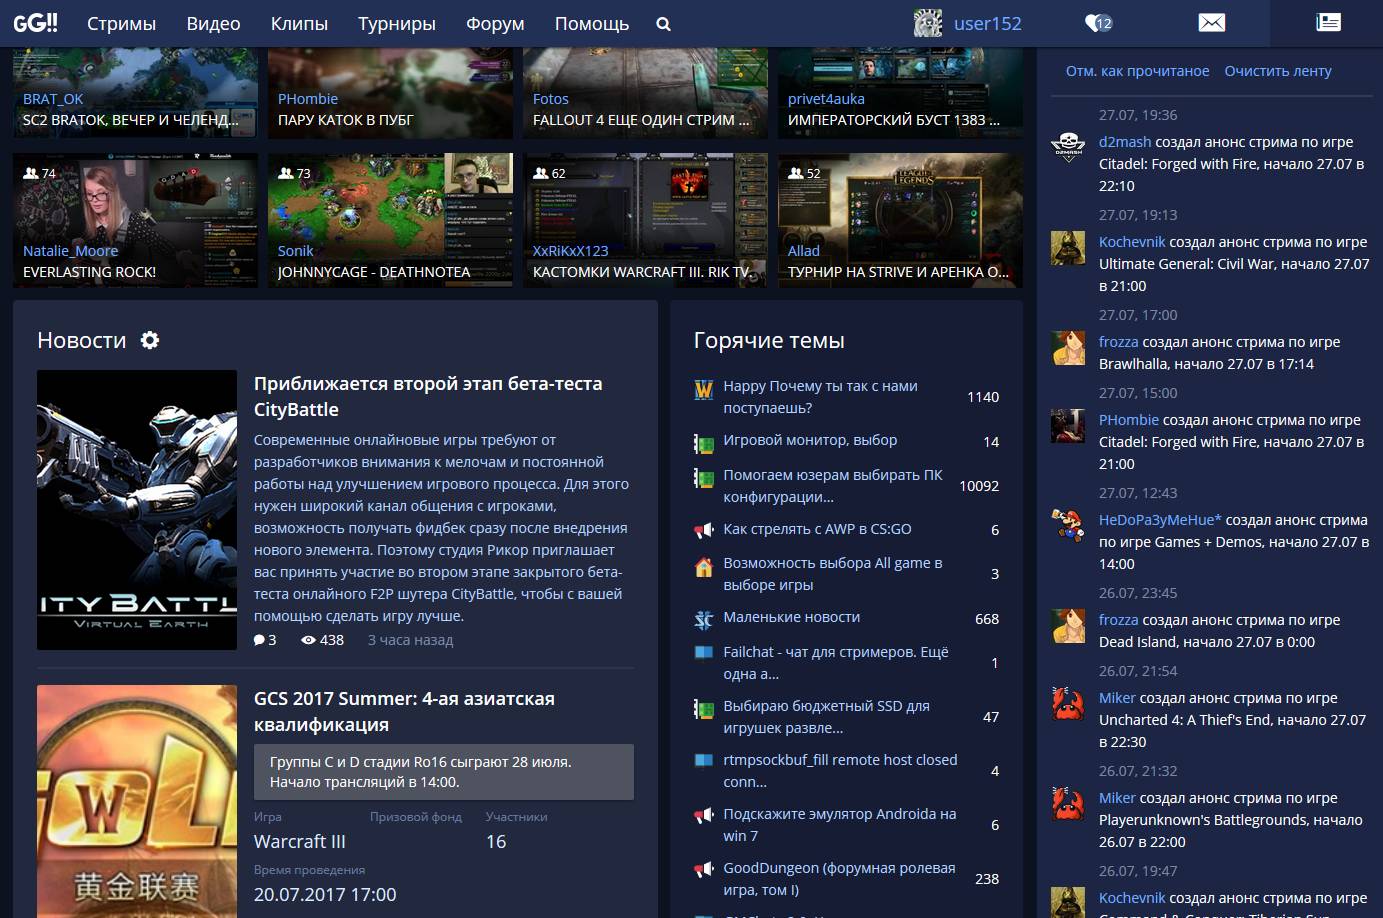 GG!! Стримы Видео Клипы Турниры Форум Помощь user152 12
BRAT_OK
SC2 BRATOK, ВЕЧЕР И ЧЕЛЕНД...
PHombie
ПАРУ КАТОК В ПУБГ
Fotos
FALLOUT 4 ЕЩЕ ОДИН СТРИМ ...
privet4auka
ИМПЕРАТОРСКИЙ БУСТ 1383 ...
74
Natalie_Moore
EVERLASTING ROCK!
73
Sonik
JOHNNYCAGE - DEATHNOTEA
62
XxRiKxX123
КАСТОМКИ WARCRAFT III. RIK TV.
52
LEAGUE LEGENDS
Allad
ТУРНИР НА STRIVE И АРЕНКА О...
Новости
Приближается второй этап бета-теста
CityBattle
Современные онлайновые игры требуют от
разработчиков внимания к мелочам и постоянной
работы над улучшением игрового процесса. Для этого
нужен широкий канал общения с игроками,
возможность получать фидбек сразу после внедрения
нового элемента. Поэтому студия Рикор приглашает
вас принять участие во втором этапе закрытого бета-
теста онлайного F2P шутера CityBattle, чтобы с вашей
помощью сделать игру лучше.
3 438 3 часа назад
ITY BATTL
VIRTUAL EARTH
GCS 2017 Summer: 4-ая азиатская
квалификация
Группы C и D стадии Ro16 сыграют 28 июля.
Начало трансляций в 14:00.
Игра Призовой фонд Участники
Warcraft III 16
Время проведения
20.07.2017 17:00
GOLD
W
黄金联赛
Горячие темы
Happy Почему ты так с нами
поступаешь?
1140
Игровой монитор, выбор 14
Помогаем юзерам выбирать ПК
конфигурации...
10092
Как стрелять с AWP в CS:GO 6
Возможность выбора All game в
выборе игры
3
Маленькие новости 668
Failchat - чат для стримеров. Ещё
одна а...
1
Выбираю бюджетный SSD для
игрушек развле...
47
rtmpsockbuf_fill remote host closed
conn...
4
Подскажите эмулятор Androida на
win 7
6
GoodDungeon (форумная ролевая
игра, том I)
238
Отм. как прочитаное Очистить ленту
27.07, 19:36
d2mash создал анонс стрима по игре
Citadel: Forged with Fire, начало 27.07 в
22:10
27.07, 19:13
Kochevnik создал анонс стрима по игре
Ultimate General: Civil War, начало 27.07
в 21:00
27.07, 17:00
frozza создал анонс стрима по игре
Brawlhalla, начало 27.07 в 17:14
27.07, 15:00
PHombie создал анонс стрима по игре
Citadel: Forged with Fire, начало 27.07 в
21:00
27.07, 12:43
HeDoPa3yMeHue* создал анонс стрима
по игре Games + Demos, начало 27.07 в
14:00
26.07, 23:45
frozza создал анонс стрима по игре
Dead Island, начало 27.07 в 0:00
26.07, 21:54
Miker создал анонс стрима по игре
Uncharted 4: A Thief's End, начало 27.07
в 22:30
26.07, 21:32
Miker создал анонс стрима по игре
Playerunknown's Battlegrounds, начало
26.07 в 22:00
26.07, 19:47
Kochevnik создал анонс стрима по игре